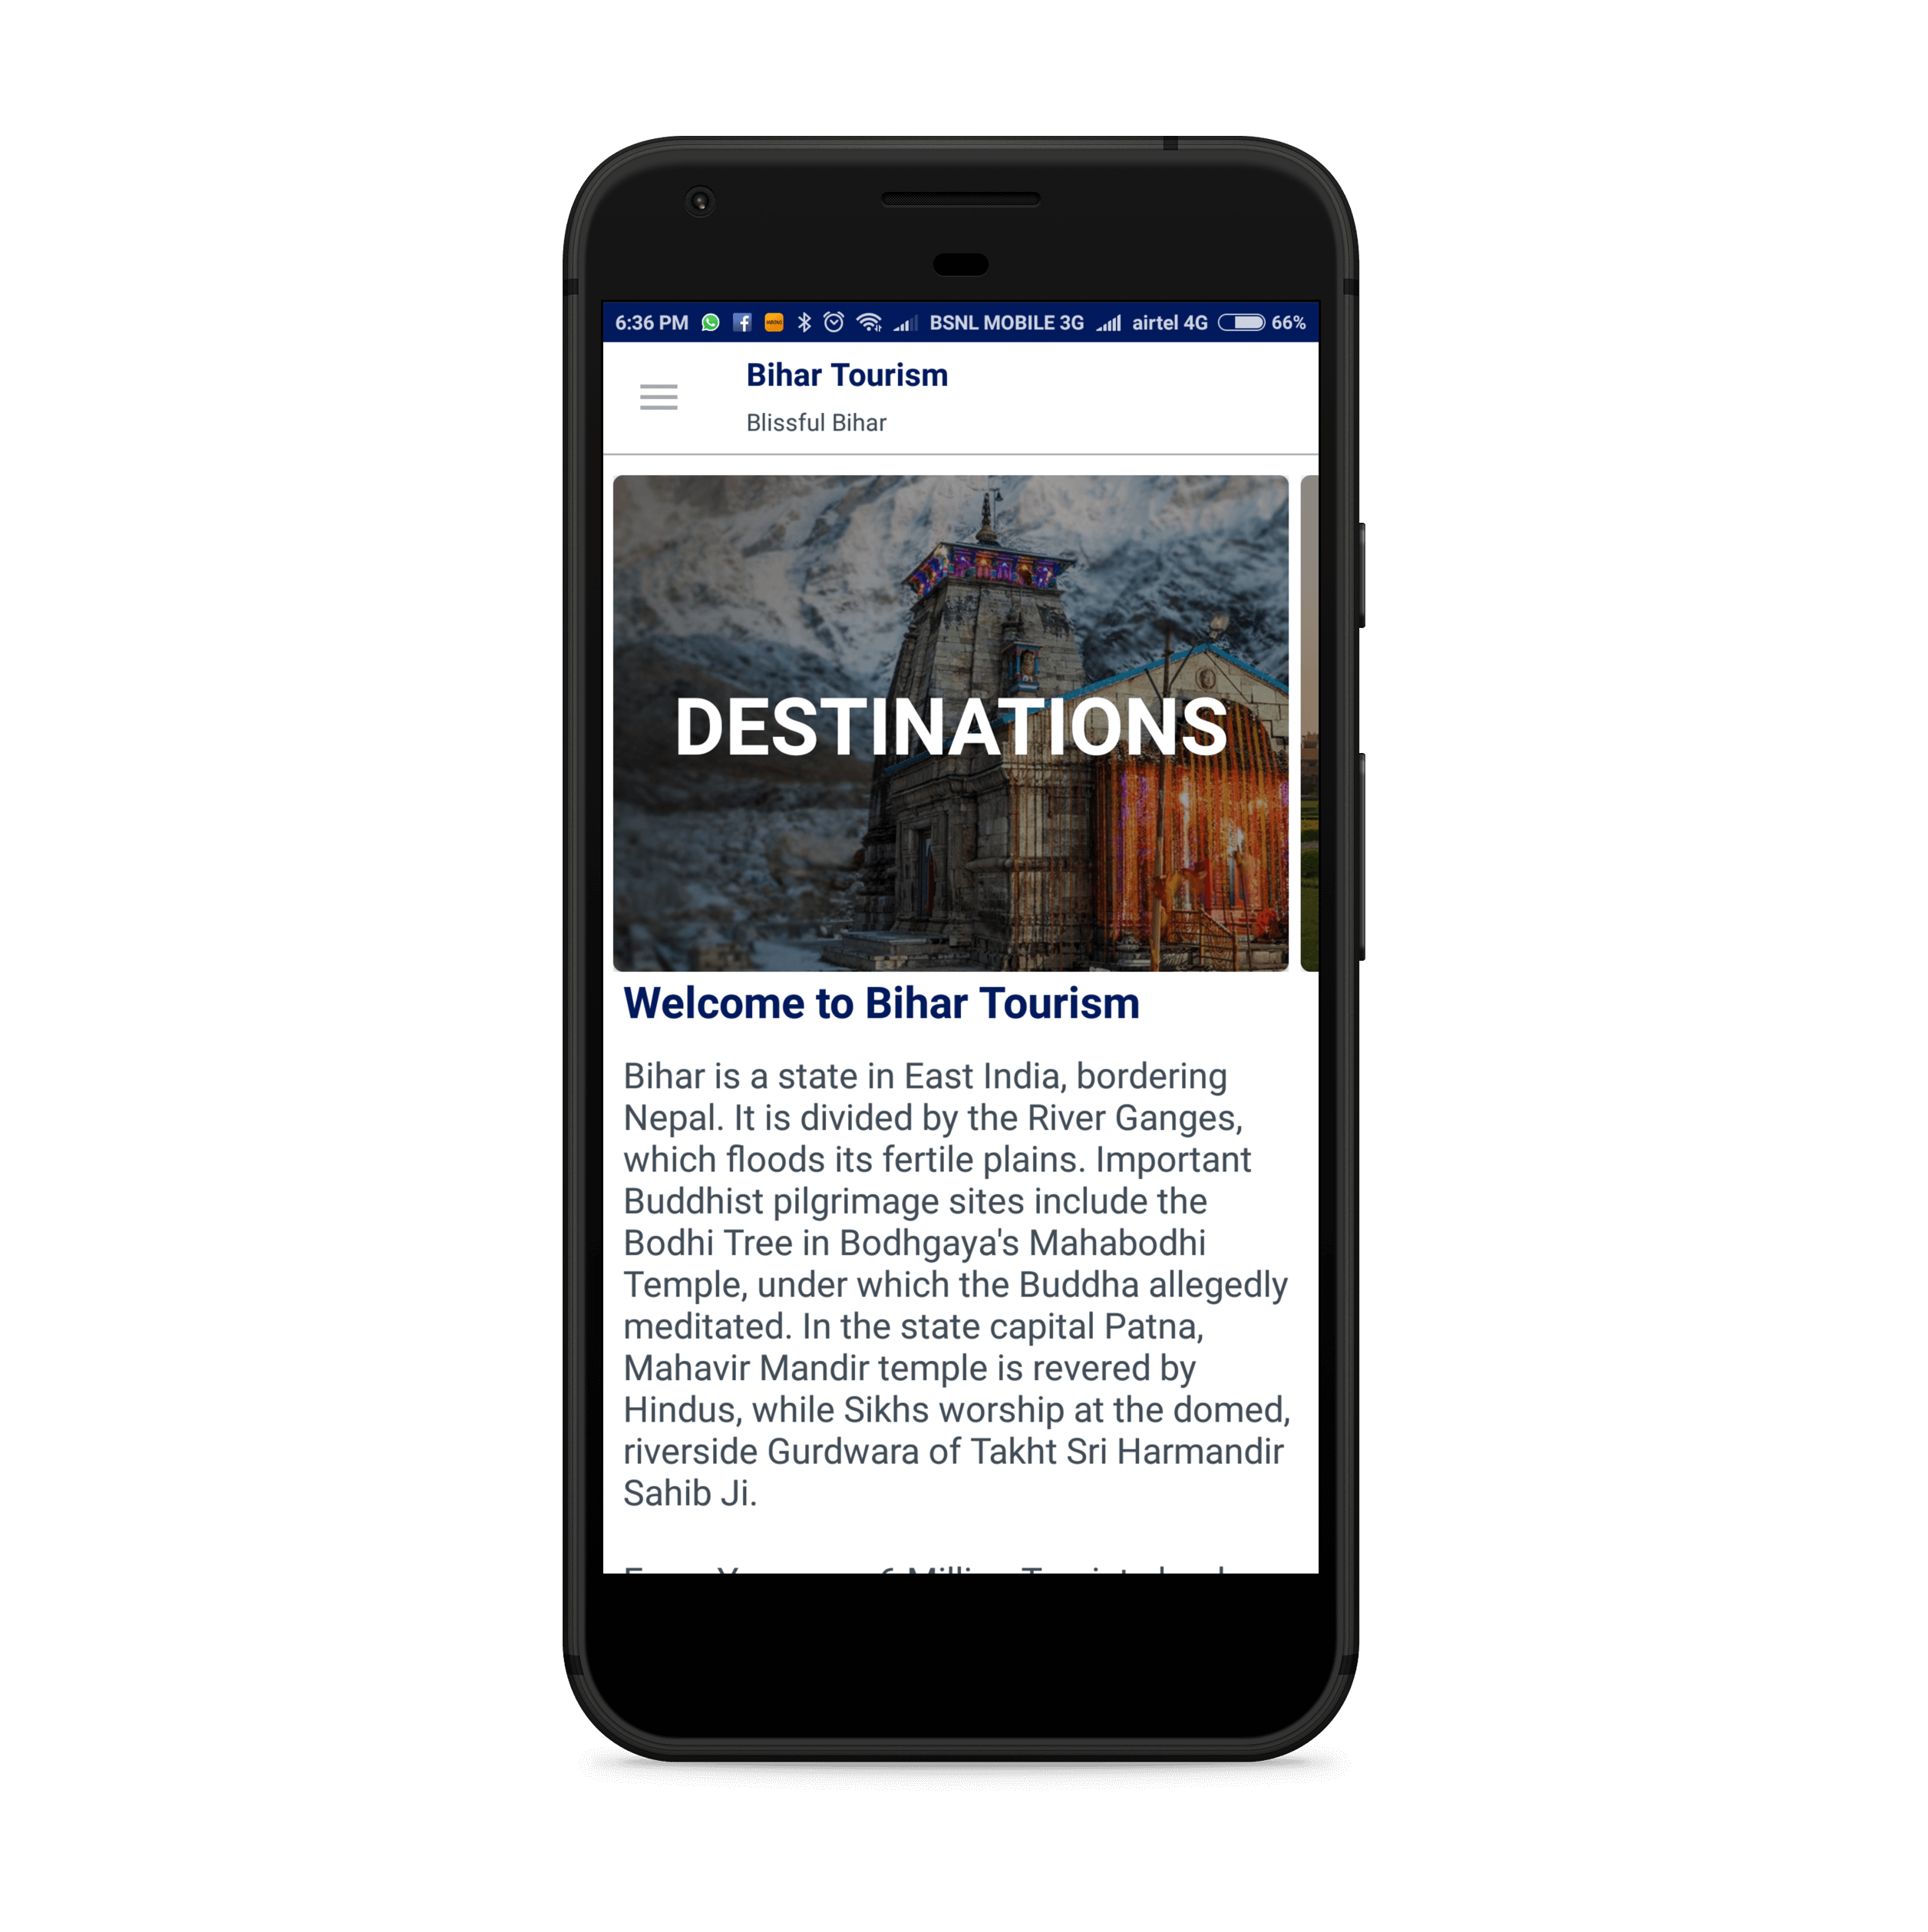 6:36 PM BSNL MOBILE 3G airtel 4G 66%
Bihar Tourism
Blissful Bihar
DESTINATIONS
Welcome to Bihar Tourism
Bihar is a state in East India, bordering
Nepal. It is divided by the River Ganges,
which floods its fertile plains. Important
Buddhist pilgrimage sites include the
Bodhi Tree in Bodhgaya's Mahabodhi
Temple, under which the Buddha allegedly
meditated. In the state capital Patna,
Mahavir Mandir temple is revered by
Hindus, while Sikhs worship at the domed,
riverside Gurdwara of Takht Sri Harmandir
Sahib Ji.